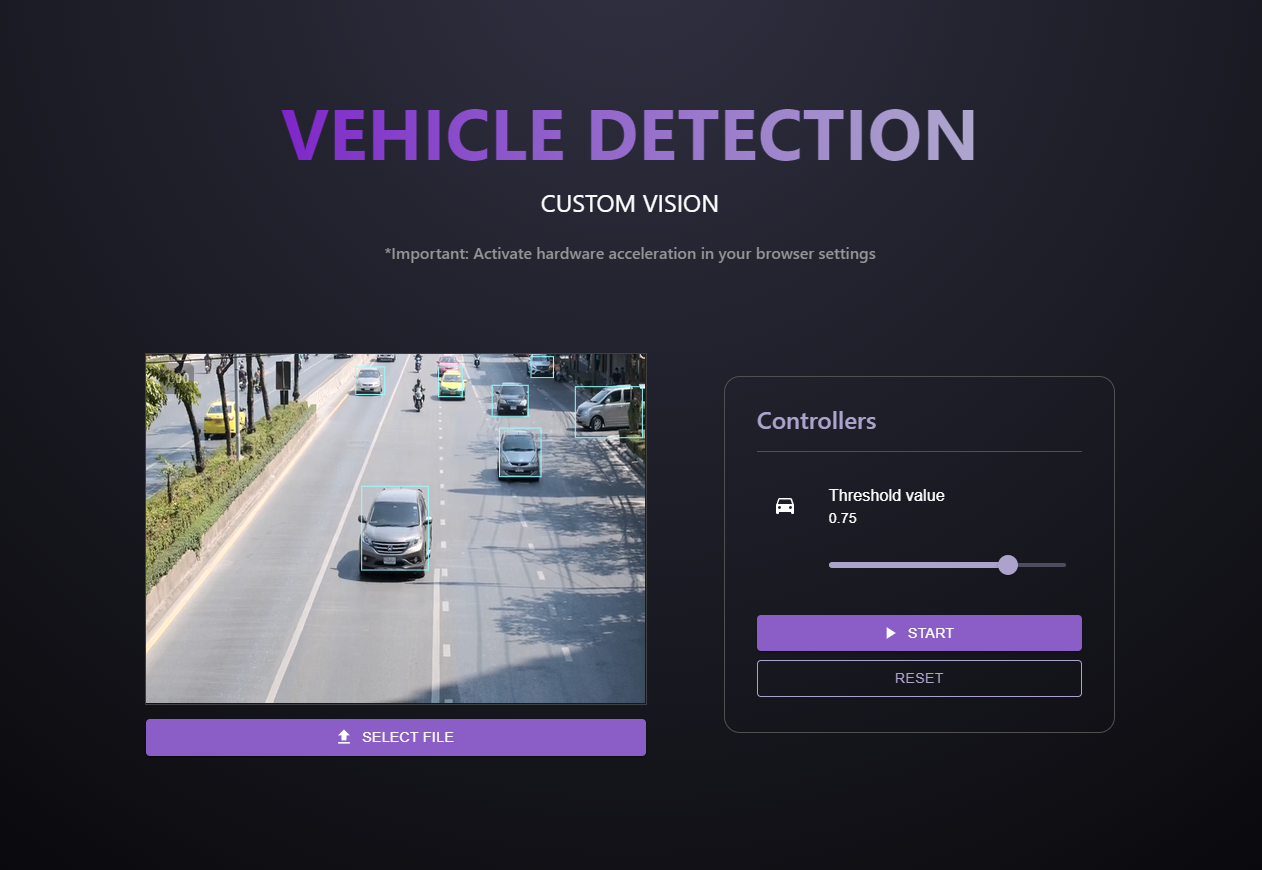 VEHICLE DETECTION
CUSTOM VISION
*Important: Activate hardware acceleration in your browser settings
Controllers
Threshold value
0.75
START
RESET
SELECT FILE